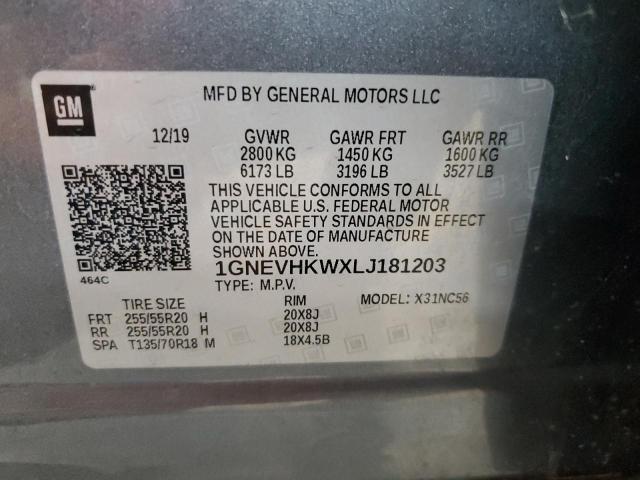 GM
MFD BY GENERAL MOTORS LLC
12/19 GVWR GAWR FRT GAWR RR
2800 KG 1450 KG 1600 KG
6173 LB 3196 LB 3527 LB
THIS VEHICLE CONFORMS TO ALL
APPLICABLE U.S. FEDERAL MOTOR
VEHICLE SAFETY STANDARDS IN EFFECT
ON THE DATE OF MANUFACTURE
SHOWN ABOVE.
464C
1GNEVHKWXLJ181203
TYPE: M.P.V. MODEL: X31NC56
TIRE SIZE RIM
FRT 255/55R20 H 20X8J
RR 255/55R20 H 20X8J
SPA T135/70R18 M 18X4.5B